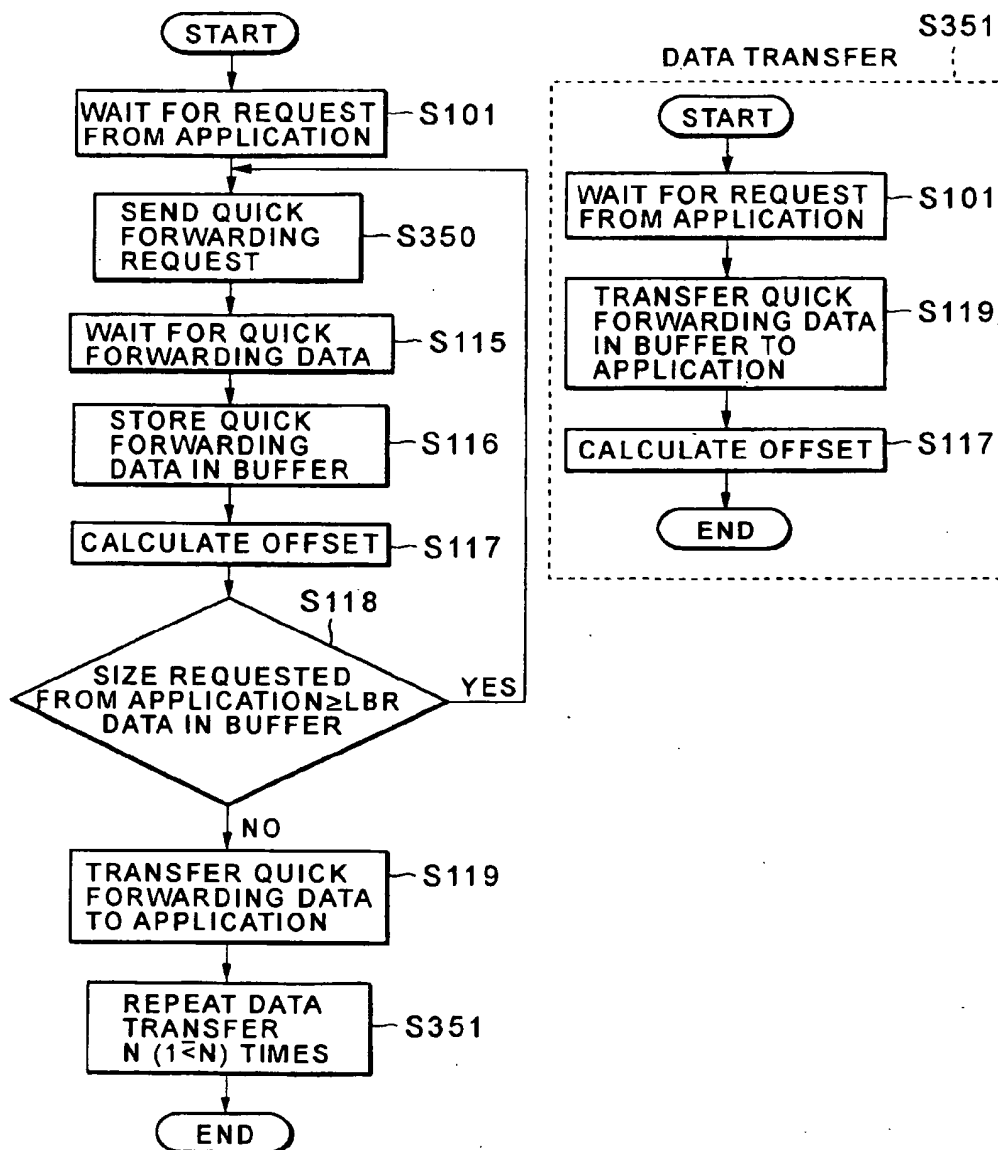 START
WAIT FOR REQUEST
FROM APPLICATION
S101
SEND QUICK
FORWARDING
REQUEST
S350
WAIT FOR QUICK
FORWARDING DATA
S115
STORE QUICK
FORWARDING
DATA IN BUFFER
S116
CALCULATE OFFSET
S117
S118
SIZE REQUESTED
FROM APPLICATION≥LBR
DATA IN BUFFER
YES
NO
TRANSFER QUICK
FORWARDING DATA
TO APPLICATION
S119
REPEAT DATA
TRANSFER
N (1≦N) TIMES
S351
END
S351
DATA TRANSFER
START
WAIT FOR REQUEST
FROM APPLICATION
S101
TRANSFER QUICK
FORWARDING DATA
IN BUFFER TO
APPLICATION
S119
CALCULATE OFFSET
S117
END